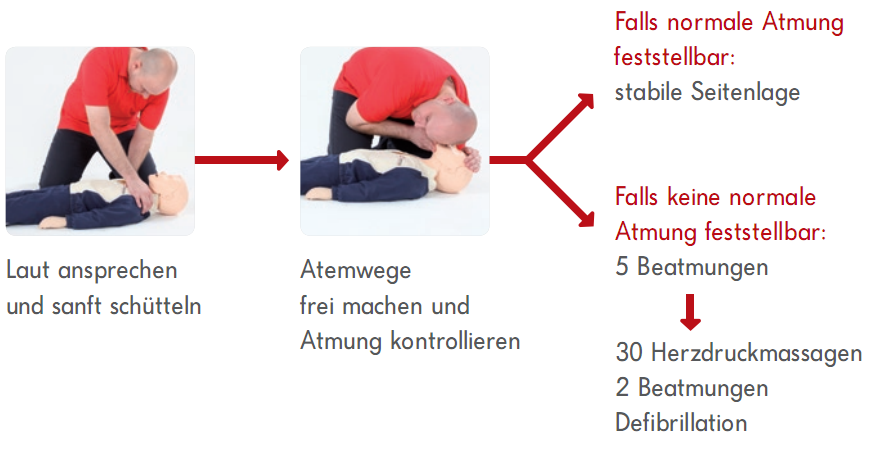 Laut ansprechen
und sanft schütteln
Atemwege
frei machen und
Atmung kontrollieren
Falls normale Atmung
feststellbar:
stabile Seitenlage
Falls keine normale
Atmung feststellbar:
5 Beatmungen
30 Herzdruckmassagen
2 Beatmungen
Defibrillation